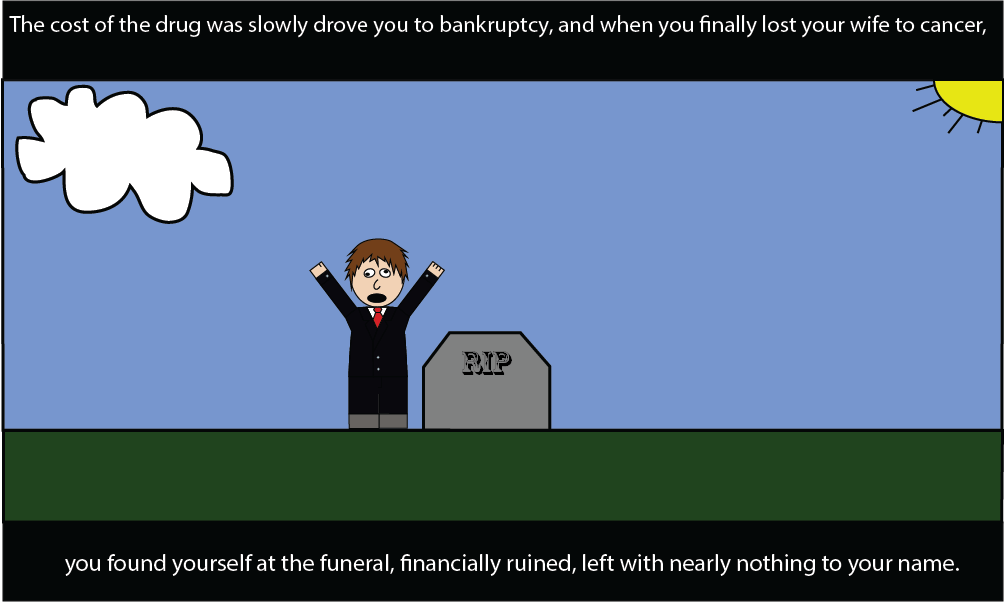 The cost of the drug was slowly drove you to bankruptcy, and when you finally lost your wife to cancer,
RIP
you found yourself at the funeral, financially ruined, left with nearly nothing to your name.